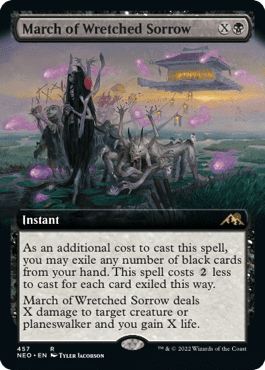 March of Wretched Sorrow X
Instant
As an additional cost to cast this spell,
you may exile any number of black cards
from your hand. This spell costs 2 less
to cast for each card exiled this way.
March of Wretched Sorrow deals
X damage to target creature or
planeswalker and you gain X life.
457 R
NEO • EN Tyler Jacobson
™ & © 2022 Wizards of the Coast